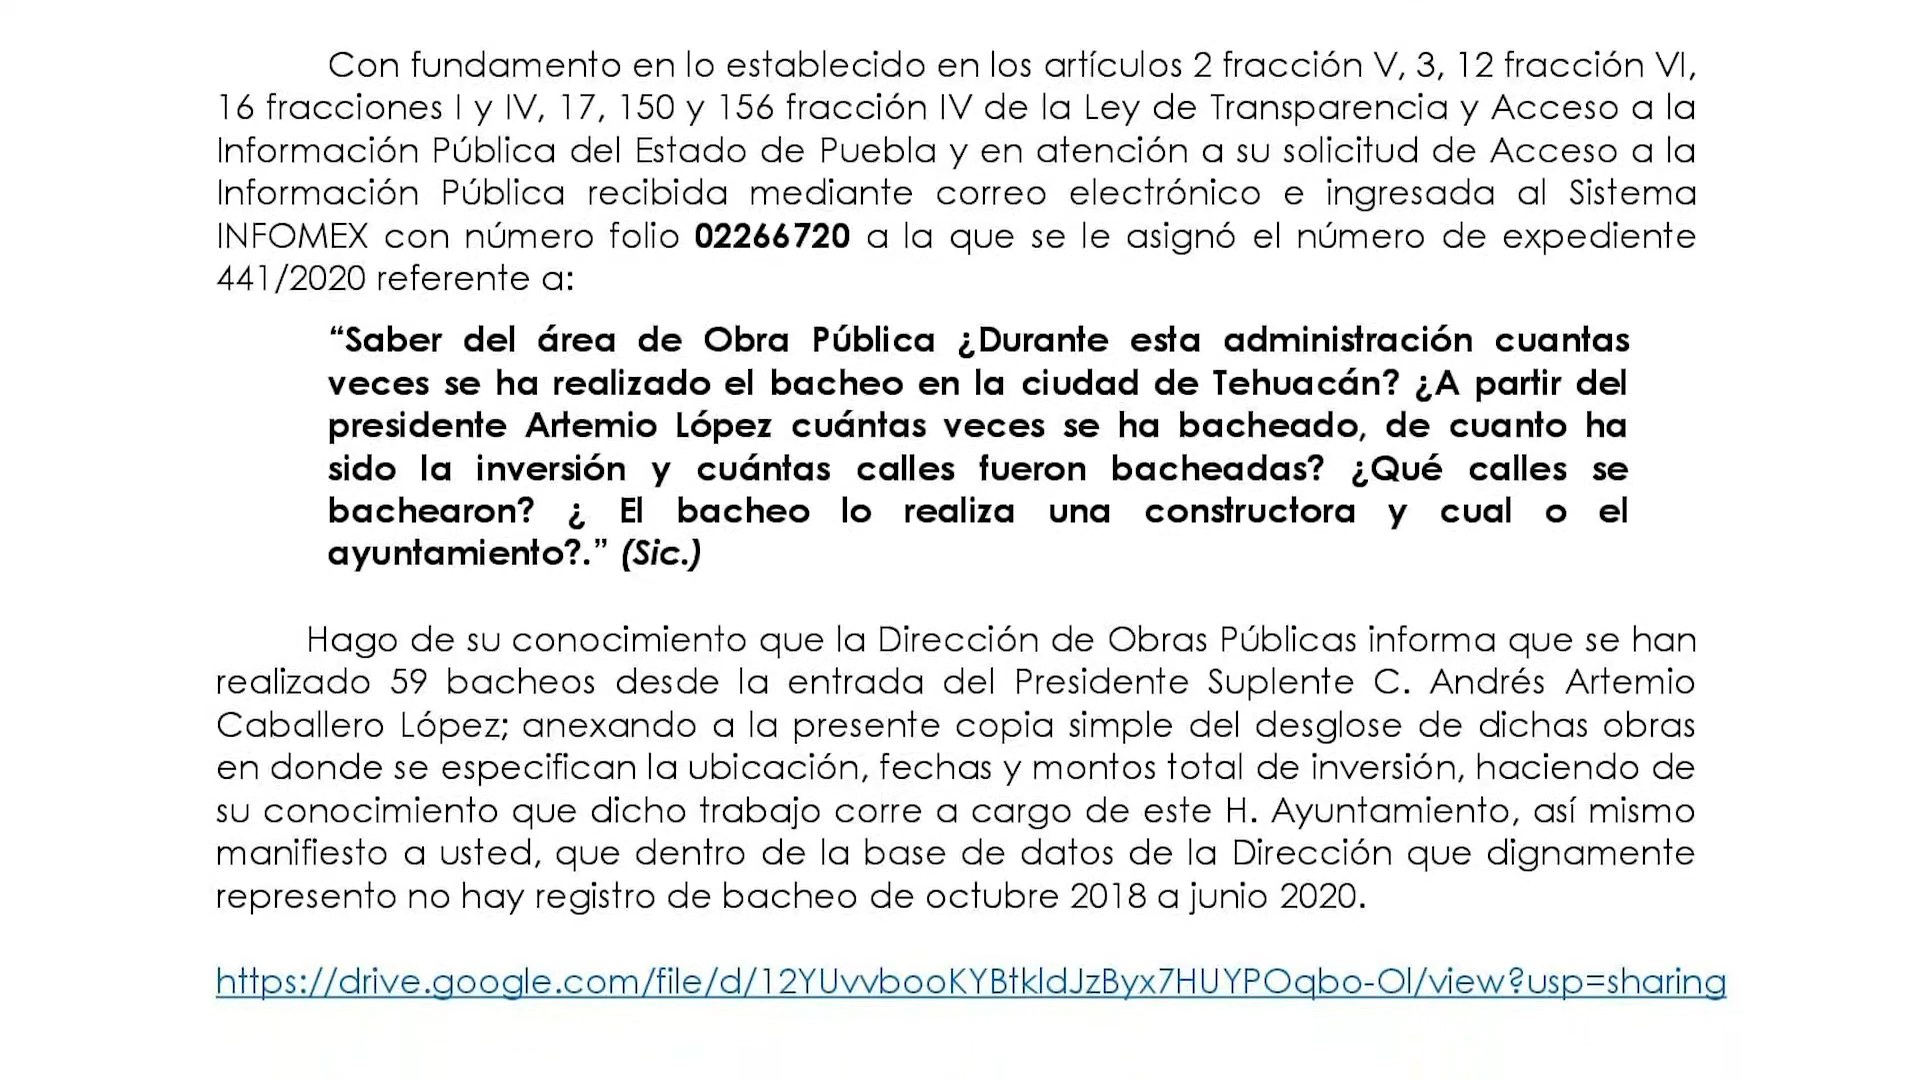 Con fundamento en lo establecido en los artículos 2 fracción V, 3, 12 fracción VI,
16 fracciones I y IV, 17, 150 y 156 fracción IV de la Ley de Transparencia y Acceso a la
Información Pública del Estado de Puebla y en atención a su solicitud de Acceso a la
Información Pública recibida mediante correo electrónico e ingresada al Sistema
INFOMEX con número folio 02266720 a la que se le asignó el número de expediente
441/2020 referente a:
“Saber del área de Obra Pública ¿Durante esta administración cuantas
veces se ha realizado el bacheo en la ciudad de Tehuacán? ¿A partir del
presidente Artemio López cuántas veces se ha bacheado, de cuanto ha
sido la inversión y cuántas calles fueron bacheadas? ¿Qué calles se
bachearon? ¿ El bacheo lo realiza una constructora y cual o el
ayuntamiento?.” (Sic.)
Hago de su conocimiento que la Dirección de Obras Públicas informa que se han
realizado 59 bacheos desde la entrada del Presidente Suplente C. Andrés Artemio
Caballero López; anexando a la presente copia simple del desglose de dichas obras
en donde se especifican la ubicación, fechas y montos total de inversión, haciendo de
su conocimiento que dicho trabajo corre a cargo de este H. Ayuntamiento, así mismo
manifiesto a usted, que dentro de la base de datos de la Dirección que dignamente
represento no hay registro de bacheo de octubre 2018 a junio 2020.
https://drive.google.com/file/d/12YUvvbooKYBtkldJzByx7HUYPOqbo-Ol/view?usp=sharing